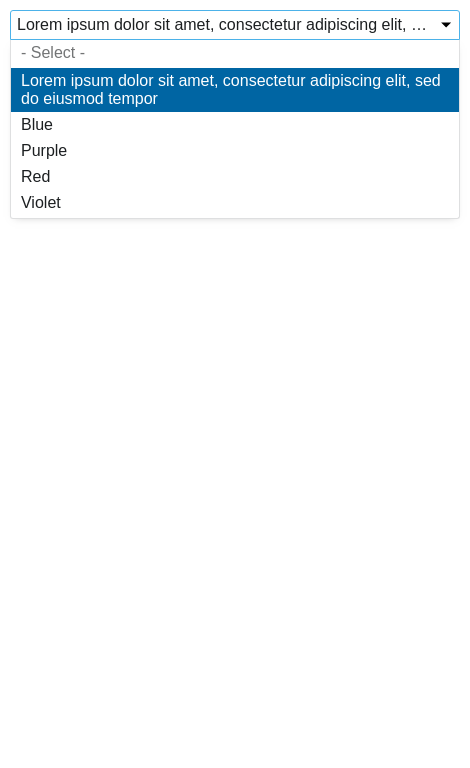 Lorem ipsum dolor sit amet, consectetur adipiscing elit, …
- Select -
Lorem ipsum dolor sit amet, consectetur adipiscing elit, sed
do eiusmod tempor
Blue
Purple
Red
Violet